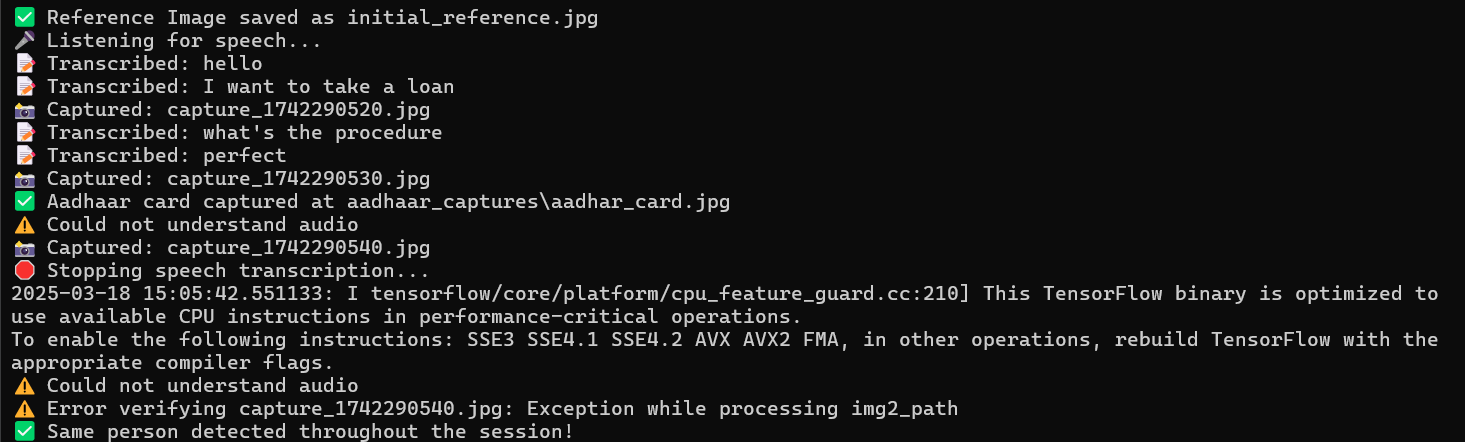 ✅ Reference Image saved as initial_reference.jpg
🎤 Listening for speech...
📝 Transcribed: hello
📝 Transcribed: I want to take a loan
📸 Captured: capture_1742290520.jpg
📝 Transcribed: what's the procedure
📝 Transcribed: perfect
📸 Captured: capture_1742290530.jpg
✅ Aadhaar card captured at aadhaar_captures\aadhar_card.jpg
⚠️ Could not understand audio
📸 Captured: capture_1742290540.jpg
🛑 Stopping speech transcription...
2025-03-18 15:05:42.551133: I tensorflow/core/platform/cpu_feature_guard.cc:210] This TensorFlow binary is optimized to
use available CPU instructions in performance-critical operations.
To enable the following instructions: SSE3 SSE4.1 SSE4.2 AVX AVX2 FMA, in other operations, rebuild TensorFlow with the
appropriate compiler flags.
⚠️ Could not understand audio
⚠️ Error verifying capture_1742290540.jpg: Exception while processing img2_path
✅ Same person detected throughout the session!